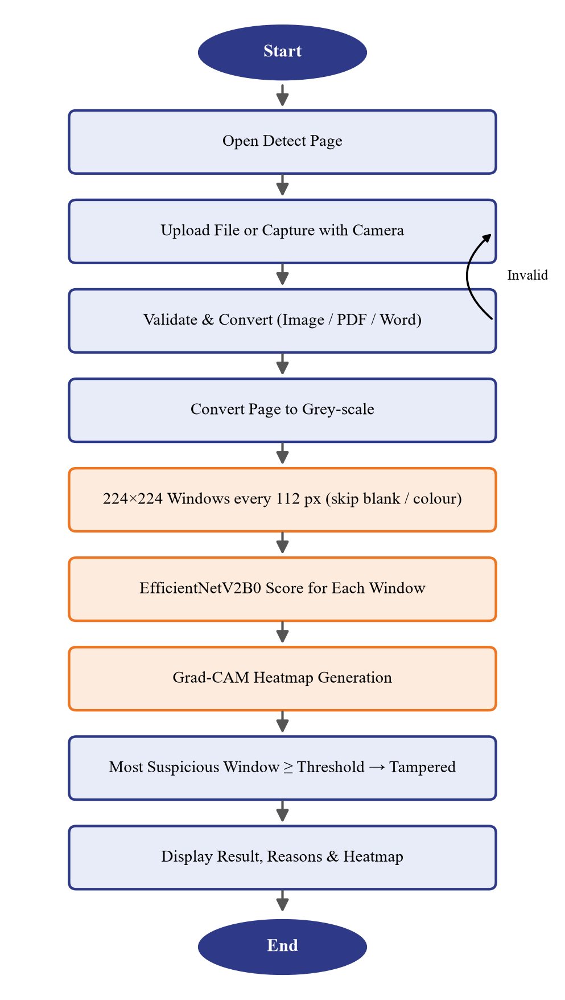 Start
Open Detect Page
Upload File or Capture with Camera
Invalid
Validate & Convert (Image / PDF / Word)
Convert Page to Grey-scale
224×224 Windows every 112 px (skip blank / colour)
EfficientNetV2B0 Score for Each Window
Grad-CAM Heatmap Generation
Most Suspicious Window ≥ Threshold → Tampered
Display Result, Reasons & Heatmap
End